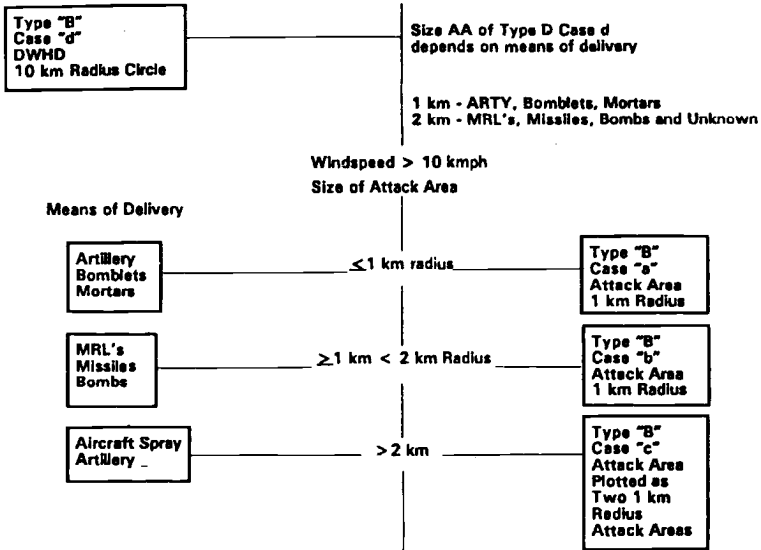 Type "B"
Case "d"
DWHD
10 km Radius Circle
Size AA of Type D Case d
depends on means of delivery
1 km - ARTY, Bomblets, Mortars
2 km - MRL's, Missiles, Bombs and Unknown
Windspeed > 10 kmph
Size of Attack Area
Means of Delivery
Artillery
Bomblets
Mortars
≤1 km radius
Type "B"
Case "a"
Attack Area
1 km Radius
MRL's
Missiles
Bombs
≥1 km < 2 km Radius
Type "B"
Case "b"
Attack Area
1 km Radius
Aircraft Spray
Artillery _
>2 km
Type "B"
Case "c"
Attack Area
Plotted as
Two 1 km
Radius
Attack Areas